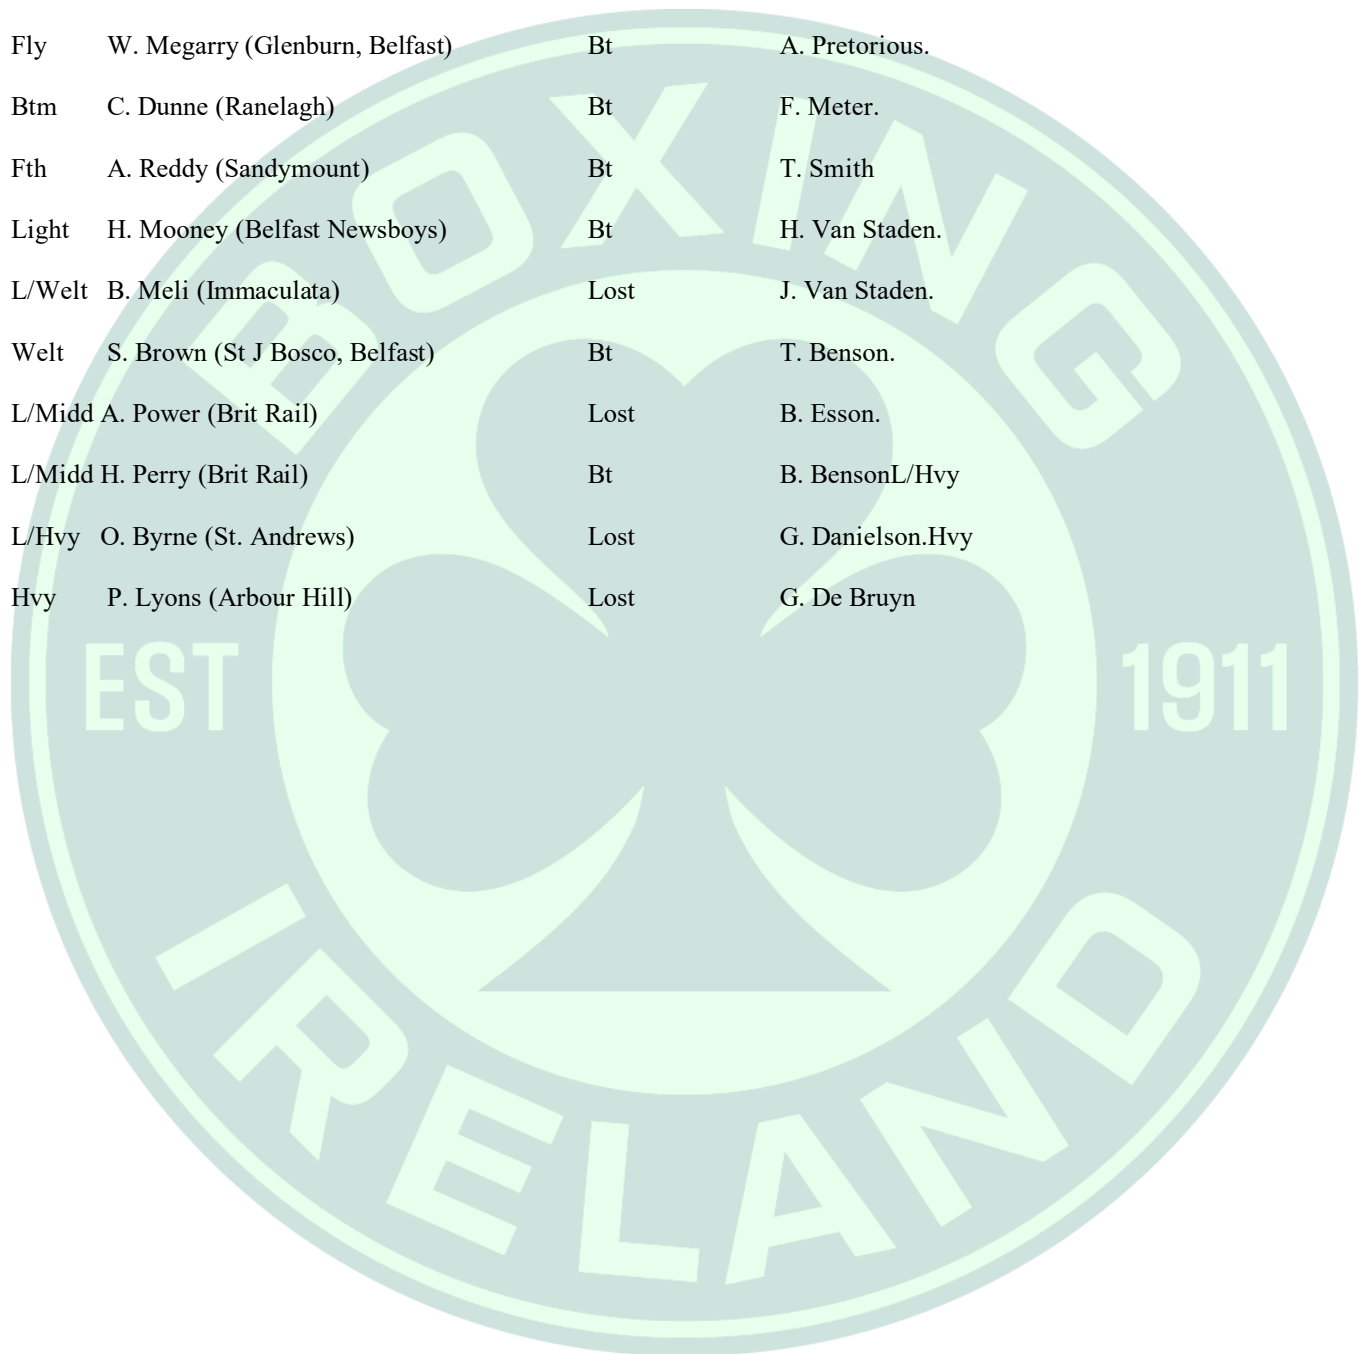 Fly W. Megarry (Glenburn, Belfast) Bt A. Pretorious.
Btm C. Dunne (Ranelagh) Bt F. Meter.
Fth A. Reddy (Sandymount) Bt T. Smith
Light H. Mooney (Belfast Newsboys) Bt H. Van Staden.
L/Welt B. Meli (Immaculata) Lost J. Van Staden.
Welt S. Brown (St J Bosco, Belfast) Bt T. Benson.
L/Midd A. Power (Brit Rail) Lost B. Esson.
L/Midd H. Perry (Brit Rail) Bt B. BensonL/Hvy
L/Hvy O. Byrne (St. Andrews) Lost G. Danielson.Hvy
Hvy P. Lyons (Arbour Hill) Lost G. De Bruyn
BOXING
EST 1911
IRELAND